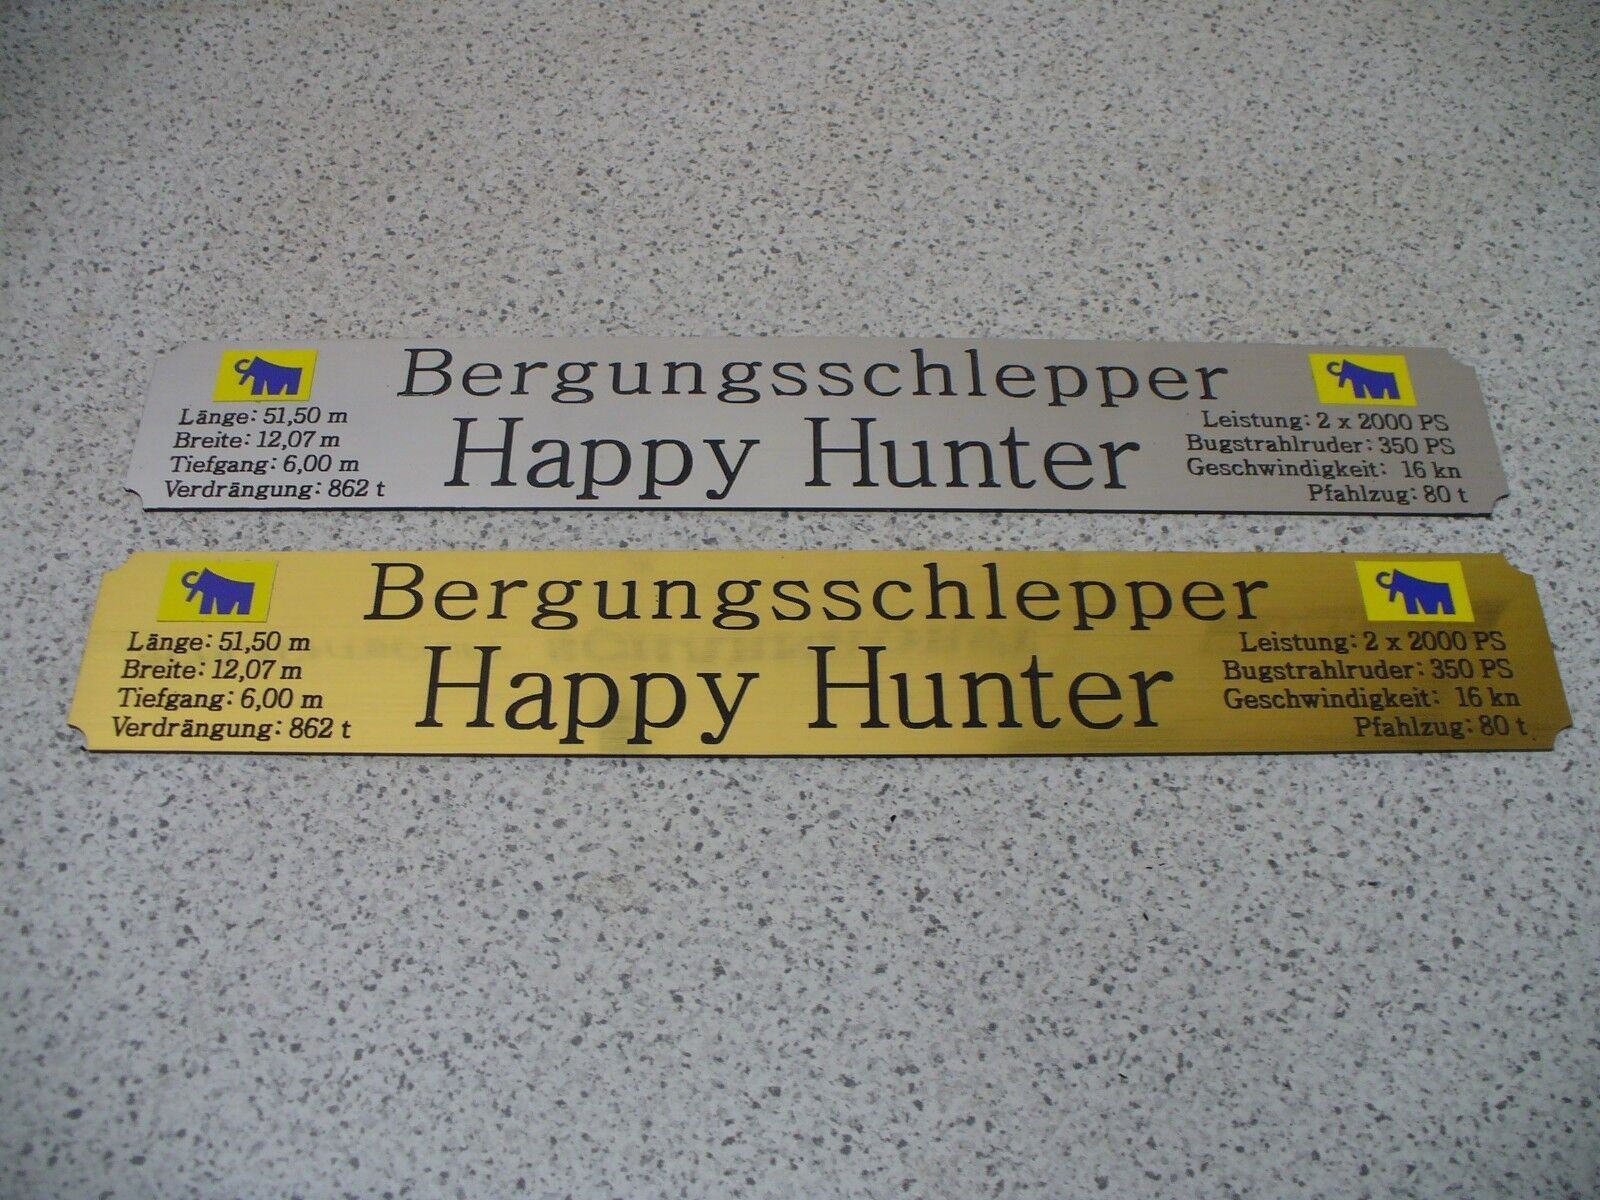 Bergungsschlepper
Happy Hunter
Länge: 51,50 m
Breite: 12,07 m
Tiefgang: 6,00 m
Verdrängung: 862 t
Leistung: 2 x 2000 PS
Bugstrahlruder: 350 PS
Geschwindigkeit: 16 kn
Pfahlzug: 80 t
Bergungsschlepper
Happy Hunter
Länge: 51,50 m
Breite: 12,07 m
Tiefgang: 6,00 m
Verdrängung: 862 t
Leistung: 2 x 2000 PS
Bugstrahlruder: 350 PS
Geschwindigkeit: 16 kn
Pfahlzug: 80 t